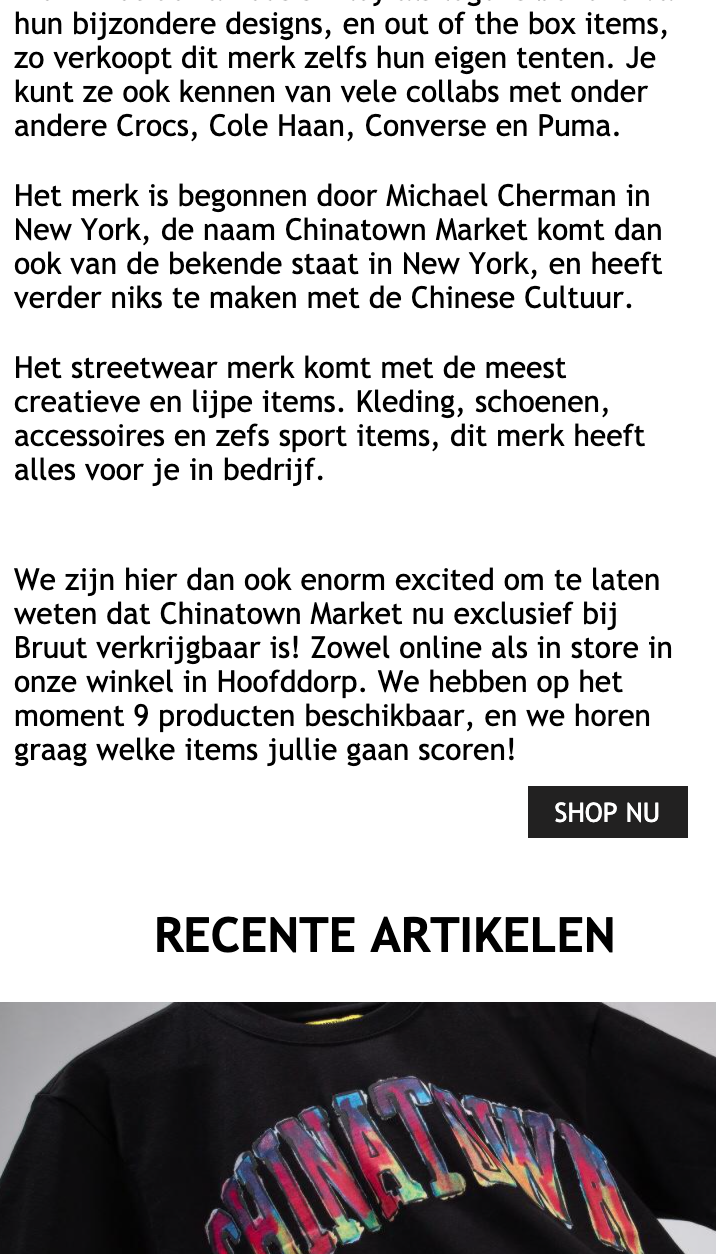 hun bijzondere designs, en out of the box items,
zo verkoopt dit merk zelfs hun eigen tenten. Je
kunt ze ook kennen van vele collabs met onder
andere Crocs, Cole Haan, Converse en Puma.
Het merk is begonnen door Michael Cherman in
New York, de naam Chinatown Market komt dan
ook van de bekende staat in New York, en heeft
verder niks te maken met de Chinese Cultuur.
Het streetwear merk komt met de meest
creatieve en lijpe items. Kleding, schoenen,
accessoires en zefs sport items, dit merk heeft
alles voor je in bedrijf.
We zijn hier dan ook enorm excited om te laten
weten dat Chinatown Market nu exclusief bij
Bruut verkrijgbaar is! Zowel online als in store in
onze winkel in Hoofddorp. We hebben op het
moment 9 producten beschikbaar, en we horen
graag welke items jullie gaan scoren!
SHOP NU
RECENTE ARTIKELEN
CHINATOWN